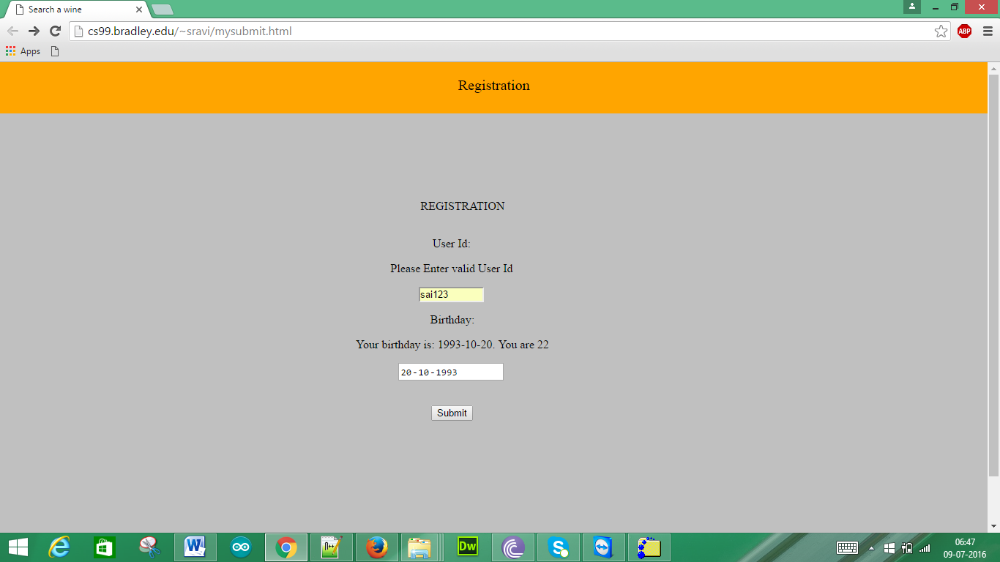 Search a wine
cs99.bradley.edu/~sravi/mysubmit.html
ABP
Apps
Registration
REGISTRATION
User Id:
Please Enter valid User Id
sai123
Birthday:
Your birthday is: 1993-10-20. You are 22
20-10-1993
Submit
W
N++
Dw
S
06:47
09-07-2016